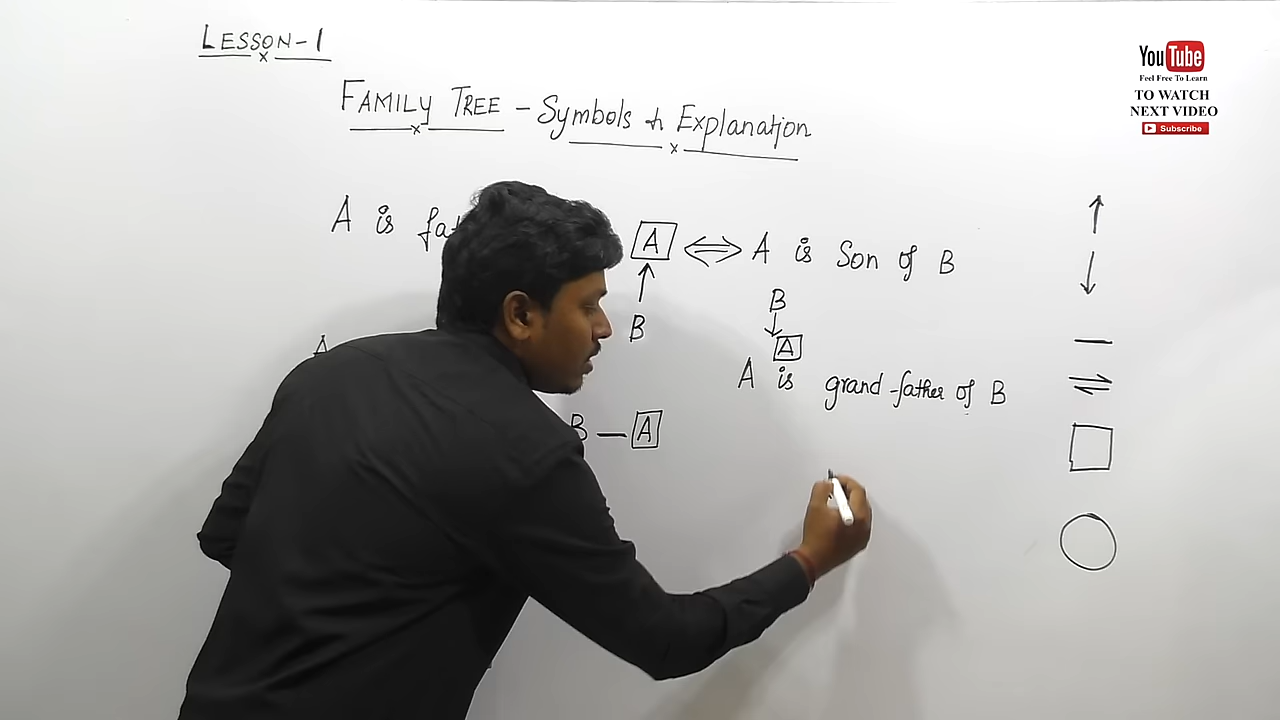 LESSON-1
FAMILY TREE - Symbols & Explanation
A is
A
A is Son of B
B
B
A
A is grand-father of B
B — A
YouTube
Feel Free To Learn
TO WATCH
NEXT VIDEO
Subscribe